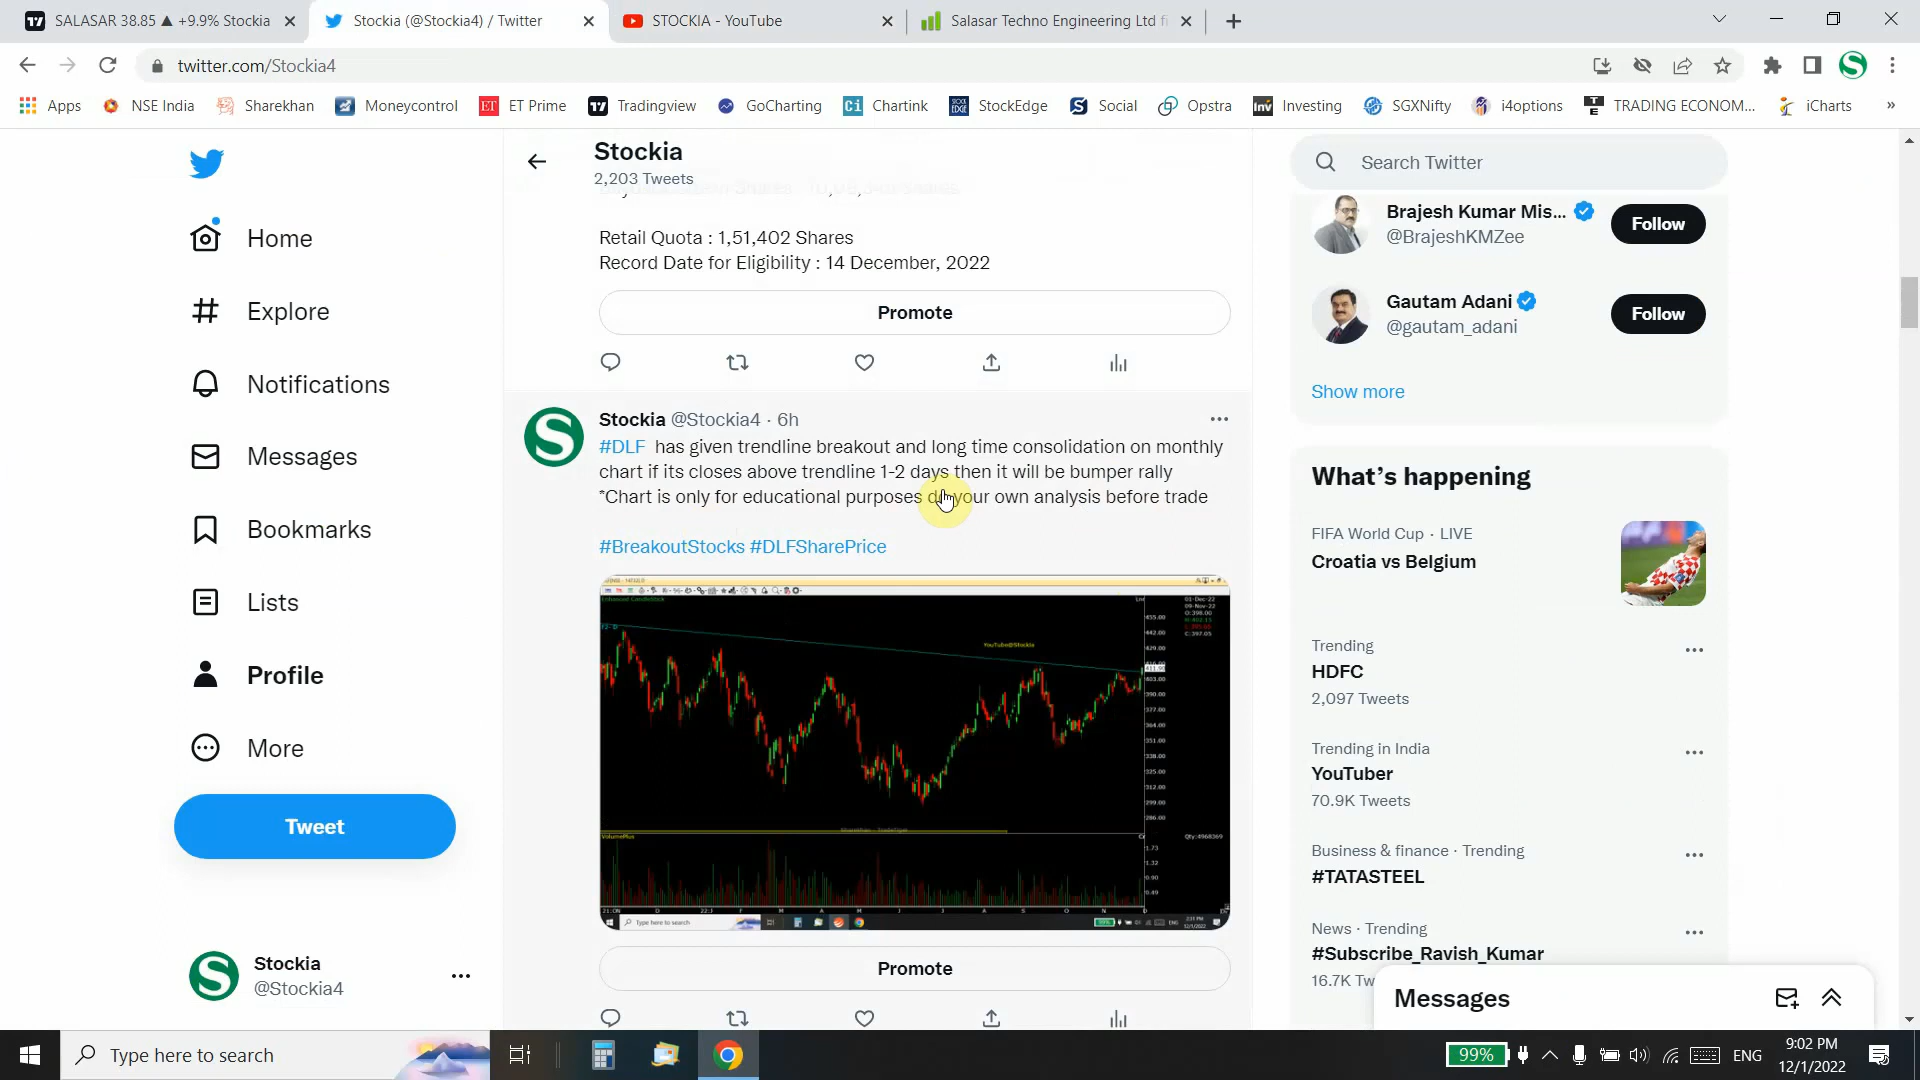 SALASAR 38.85 ▲ +9.9% Stockia
Stockia (@Stockia4) / Twitter
STOCKIA - YouTube
Salasar Techno Engineering Ltd fi
twitter.com/Stockia4
Apps
NSE India
Sharekhan
Moneycontrol
ET Prime
Tradingview
GoCharting
Chartink
StockEdge
Social
Opstra
Investing
SGXNifty
i4options
TRADING ECONOM...
iCharts
»
Stockia
2,203 Tweets
Retail Quota : 1,51,402 Shares
Record Date for Eligibility : 14 December, 2022
Promote
Stockia @Stockia4 · 6h
#DLF has given trendline breakout and long time consolidation on monthly
chart if its closes above trendline 1-2 days then it will be bumper rally
*Chart is only for educational purposes do your own analysis before trade
#BreakoutStocks #DLFSharePrice
YouTube@Stockia
Promote
Home
Explore
Notifications
Messages
Bookmarks
Lists
Profile
More
Tweet
Stockia
@Stockia4
Search Twitter
Brajesh Kumar Mis...
@BrajeshKMZee
Follow
Gautam Adani
@gautam_adani
Follow
Show more
What's happening
FIFA World Cup · LIVE
Croatia vs Belgium
Trending
HDFC
2,097 Tweets
Trending in India
YouTuber
70.9K Tweets
Business & finance · Trending
#TATASTEEL
News · Trending
#Subscribe_Ravish_Kumar
16.7K Tw
Messages
Type here to search
99%
ENG
9:02 PM
12/1/2022